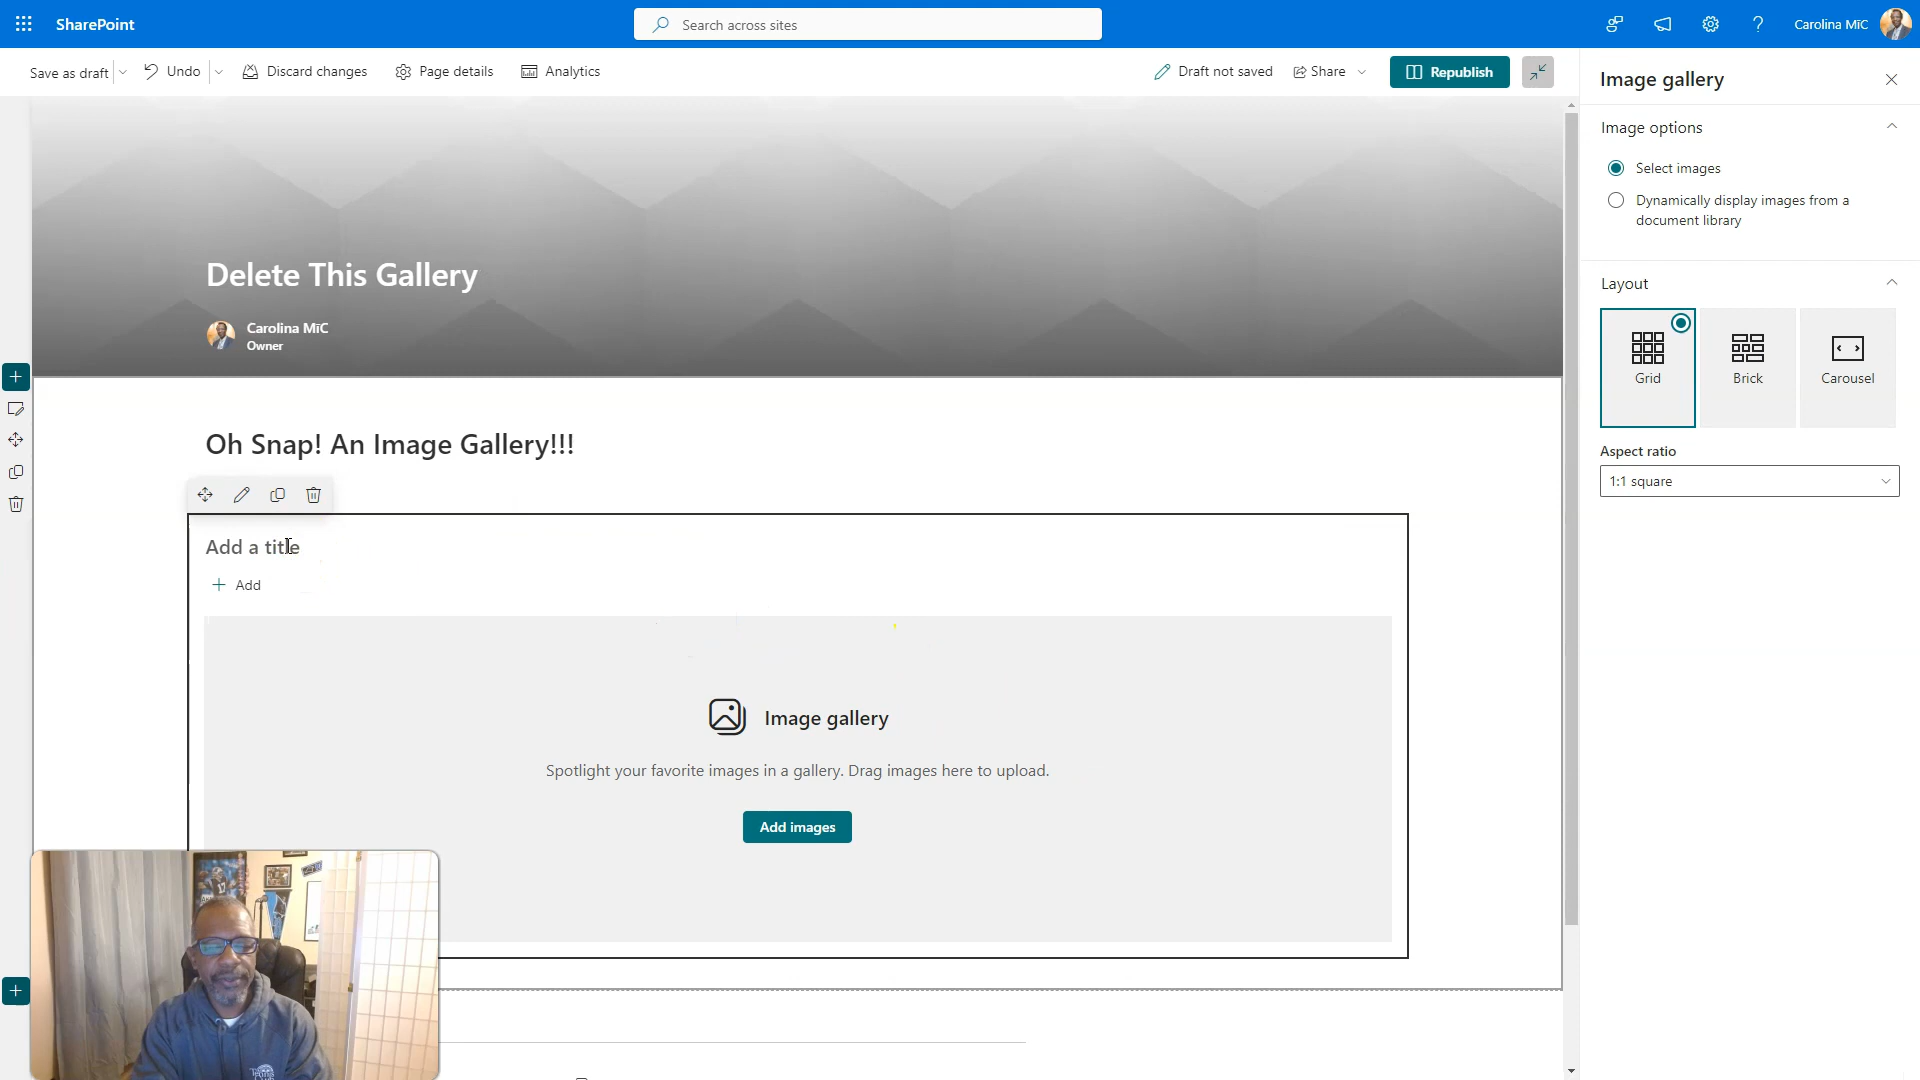 SharePoint
Search across sites
Carolina MiC
Save as draft
Undo
Discard changes
Page details
Analytics
Draft not saved
Share
Republish
Image gallery
Image options
Select images
Dynamically display images from a
document library
Layout
Grid
Brick
Carousel
Aspect ratio
1:1 square
Delete This Gallery
Carolina MiC
Owner
Oh Snap! An Image Gallery!!!
Add a title
Add
Image gallery
Spotlight your favorite images in a gallery. Drag images here to upload.
Add images
17